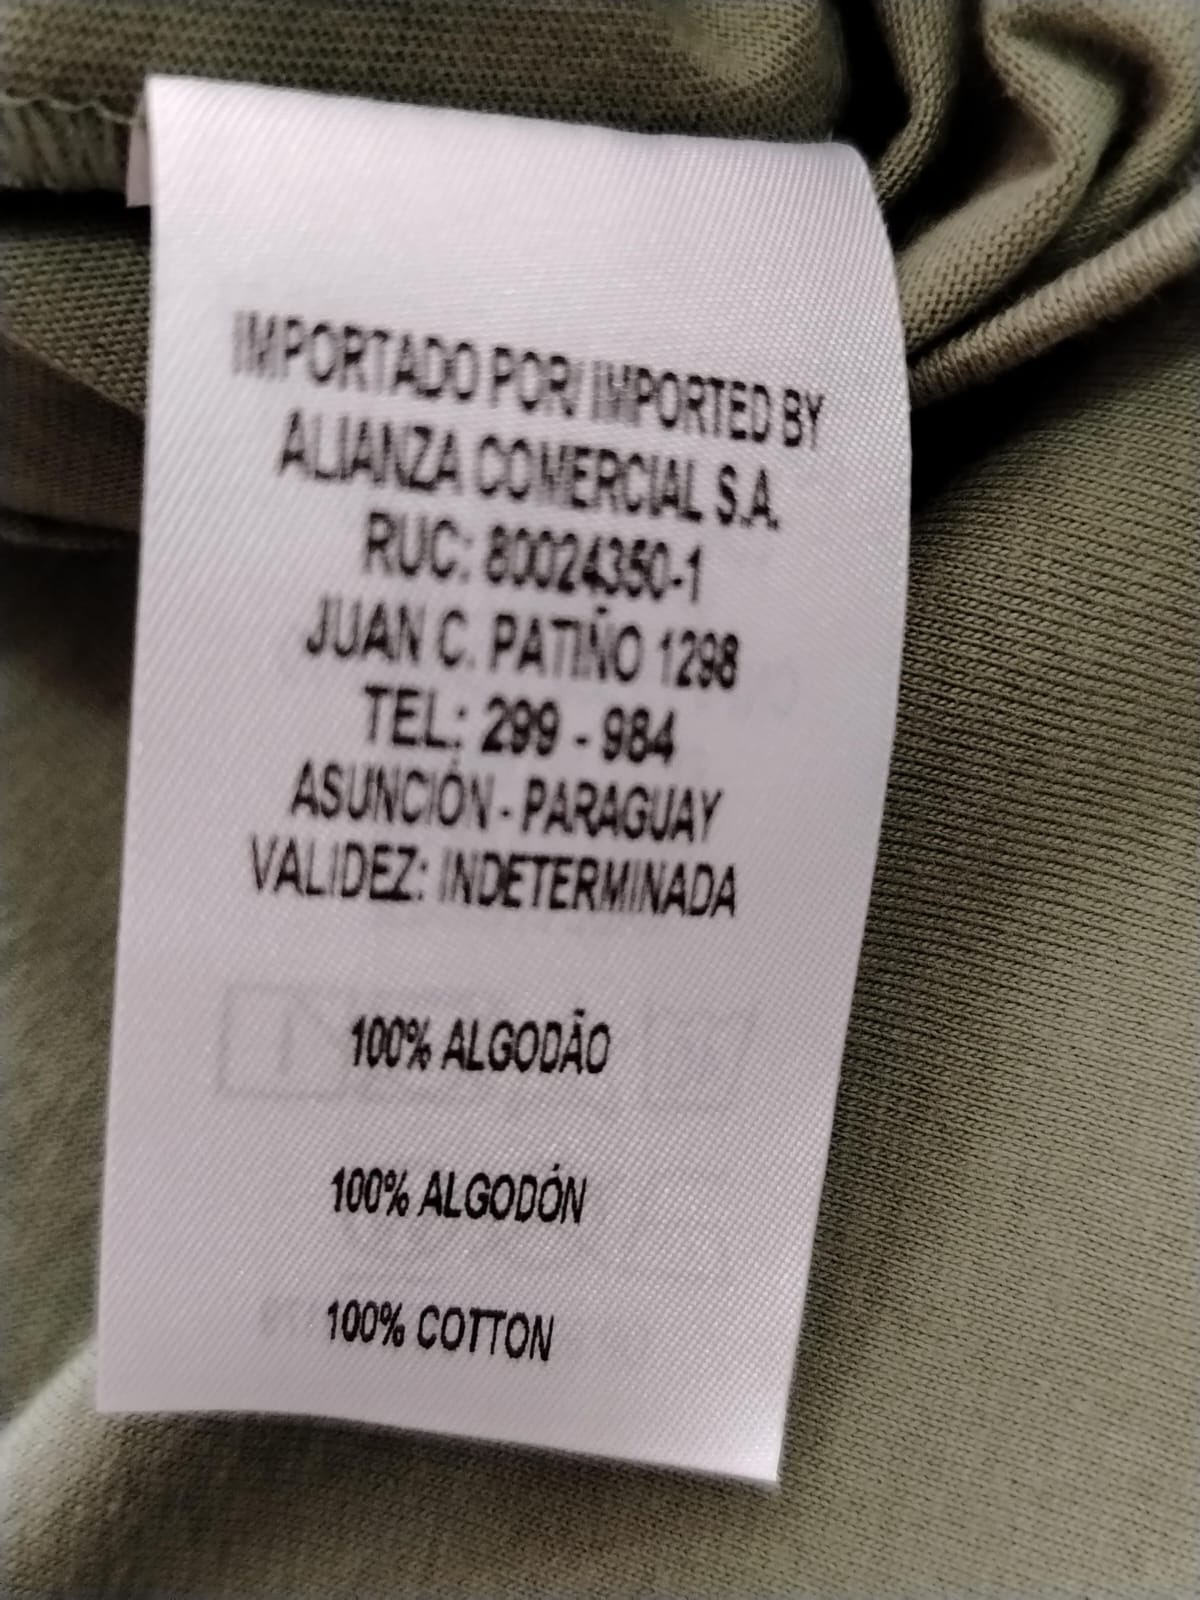 IMPORTADO POR/ IMPORTED BY
ALIANZA COMERCIAL S.A.
RUC: 80024350-1
JUAN C. PATIÑO 1298
TEL: 299 - 984
ASUNCIÓN - PARAGUAY
VALIDEZ: INDETERMINADA
100% ALGODÃO
100% ALGODÓN
100% COTTON